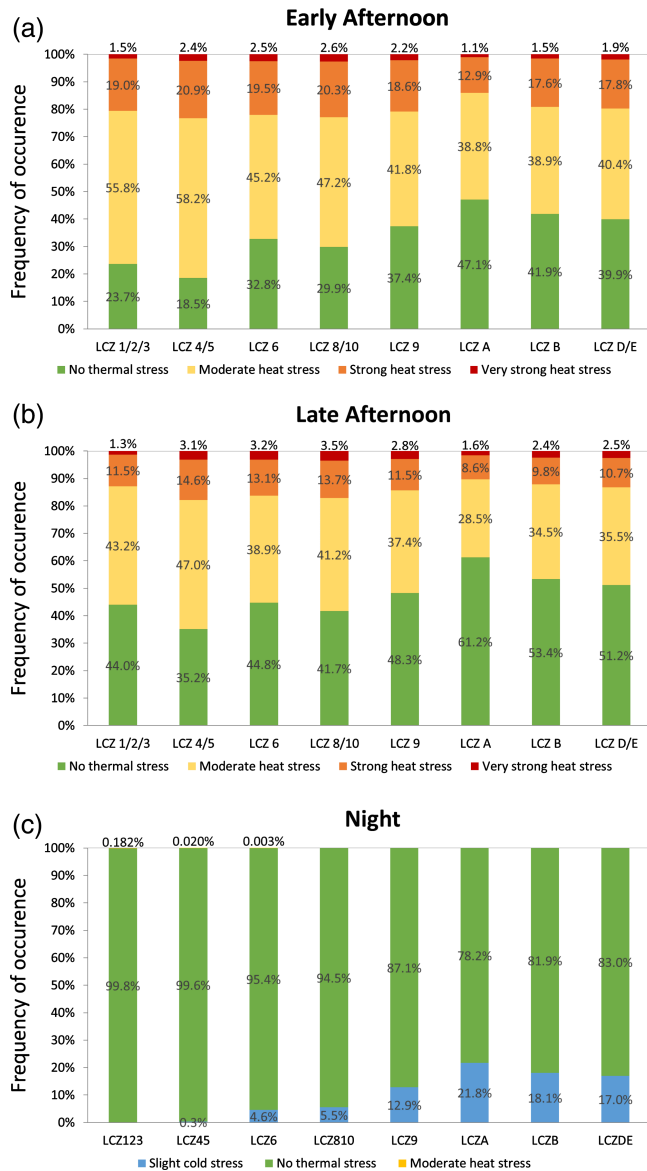 (a)
Early Afternoon
1.5% 2.4% 2.5% 2.6% 2.2% 1.1% 1.5% 1.9%
100%
90%
80%
70%
60%
50%
40%
30%
20%
10%
0%
Frequency of occurence
19.0% 20.9% 19.5% 20.3% 18.6% 12.9% 17.6% 17.8%
55.8% 58.2% 45.2% 47.2% 41.8% 38.8% 38.9% 40.4%
23.7% 18.5% 32.8% 29.9% 37.4% 47.1% 41.9% 39.9%
LCZ 1/2/3 LCZ 4/5 LCZ 6 LCZ 8/10 LCZ 9 LCZ A LCZ B LCZ D/E
No thermal stress Moderate heat stress Strong heat stress Very strong heat stress
(b)
Late Afternoon
1.3% 3.1% 3.2% 3.5% 2.8% 1.6% 2.4% 2.5%
100%
90%
80%
70%
60%
50%
40%
30%
20%
10%
0%
Frequency of occurence
11.5% 14.6% 13.1% 13.7% 11.5% 8.6% 9.8% 10.7%
43.2% 47.0% 38.9% 41.2% 37.4% 28.5% 34.5% 35.5%
44.0% 35.2% 44.8% 41.7% 48.3% 61.2% 53.4% 51.2%
LCZ 1/2/3 LCZ 4/5 LCZ 6 LCZ 8/10 LCZ 9 LCZ A LCZ B LCZ D/E
No thermal stress Moderate heat stress Strong heat stress Very strong heat stress
(c)
Night
0.182% 0.020% 0.003%
100%
90%
80%
70%
60%
50%
40%
30%
20%
10%
0%
Frequency of occurence
99.8% 99.6% 95.4% 94.5% 87.1% 78.2% 81.9% 83.0%
0.3% 4.6% 5.5% 12.9% 21.8% 18.1% 17.0%
LCZ123 LCZ45 LCZ6 LCZ810 LCZ9 LCZA LCZB LCZDE
Slight cold stress No thermal stress Moderate heat stress